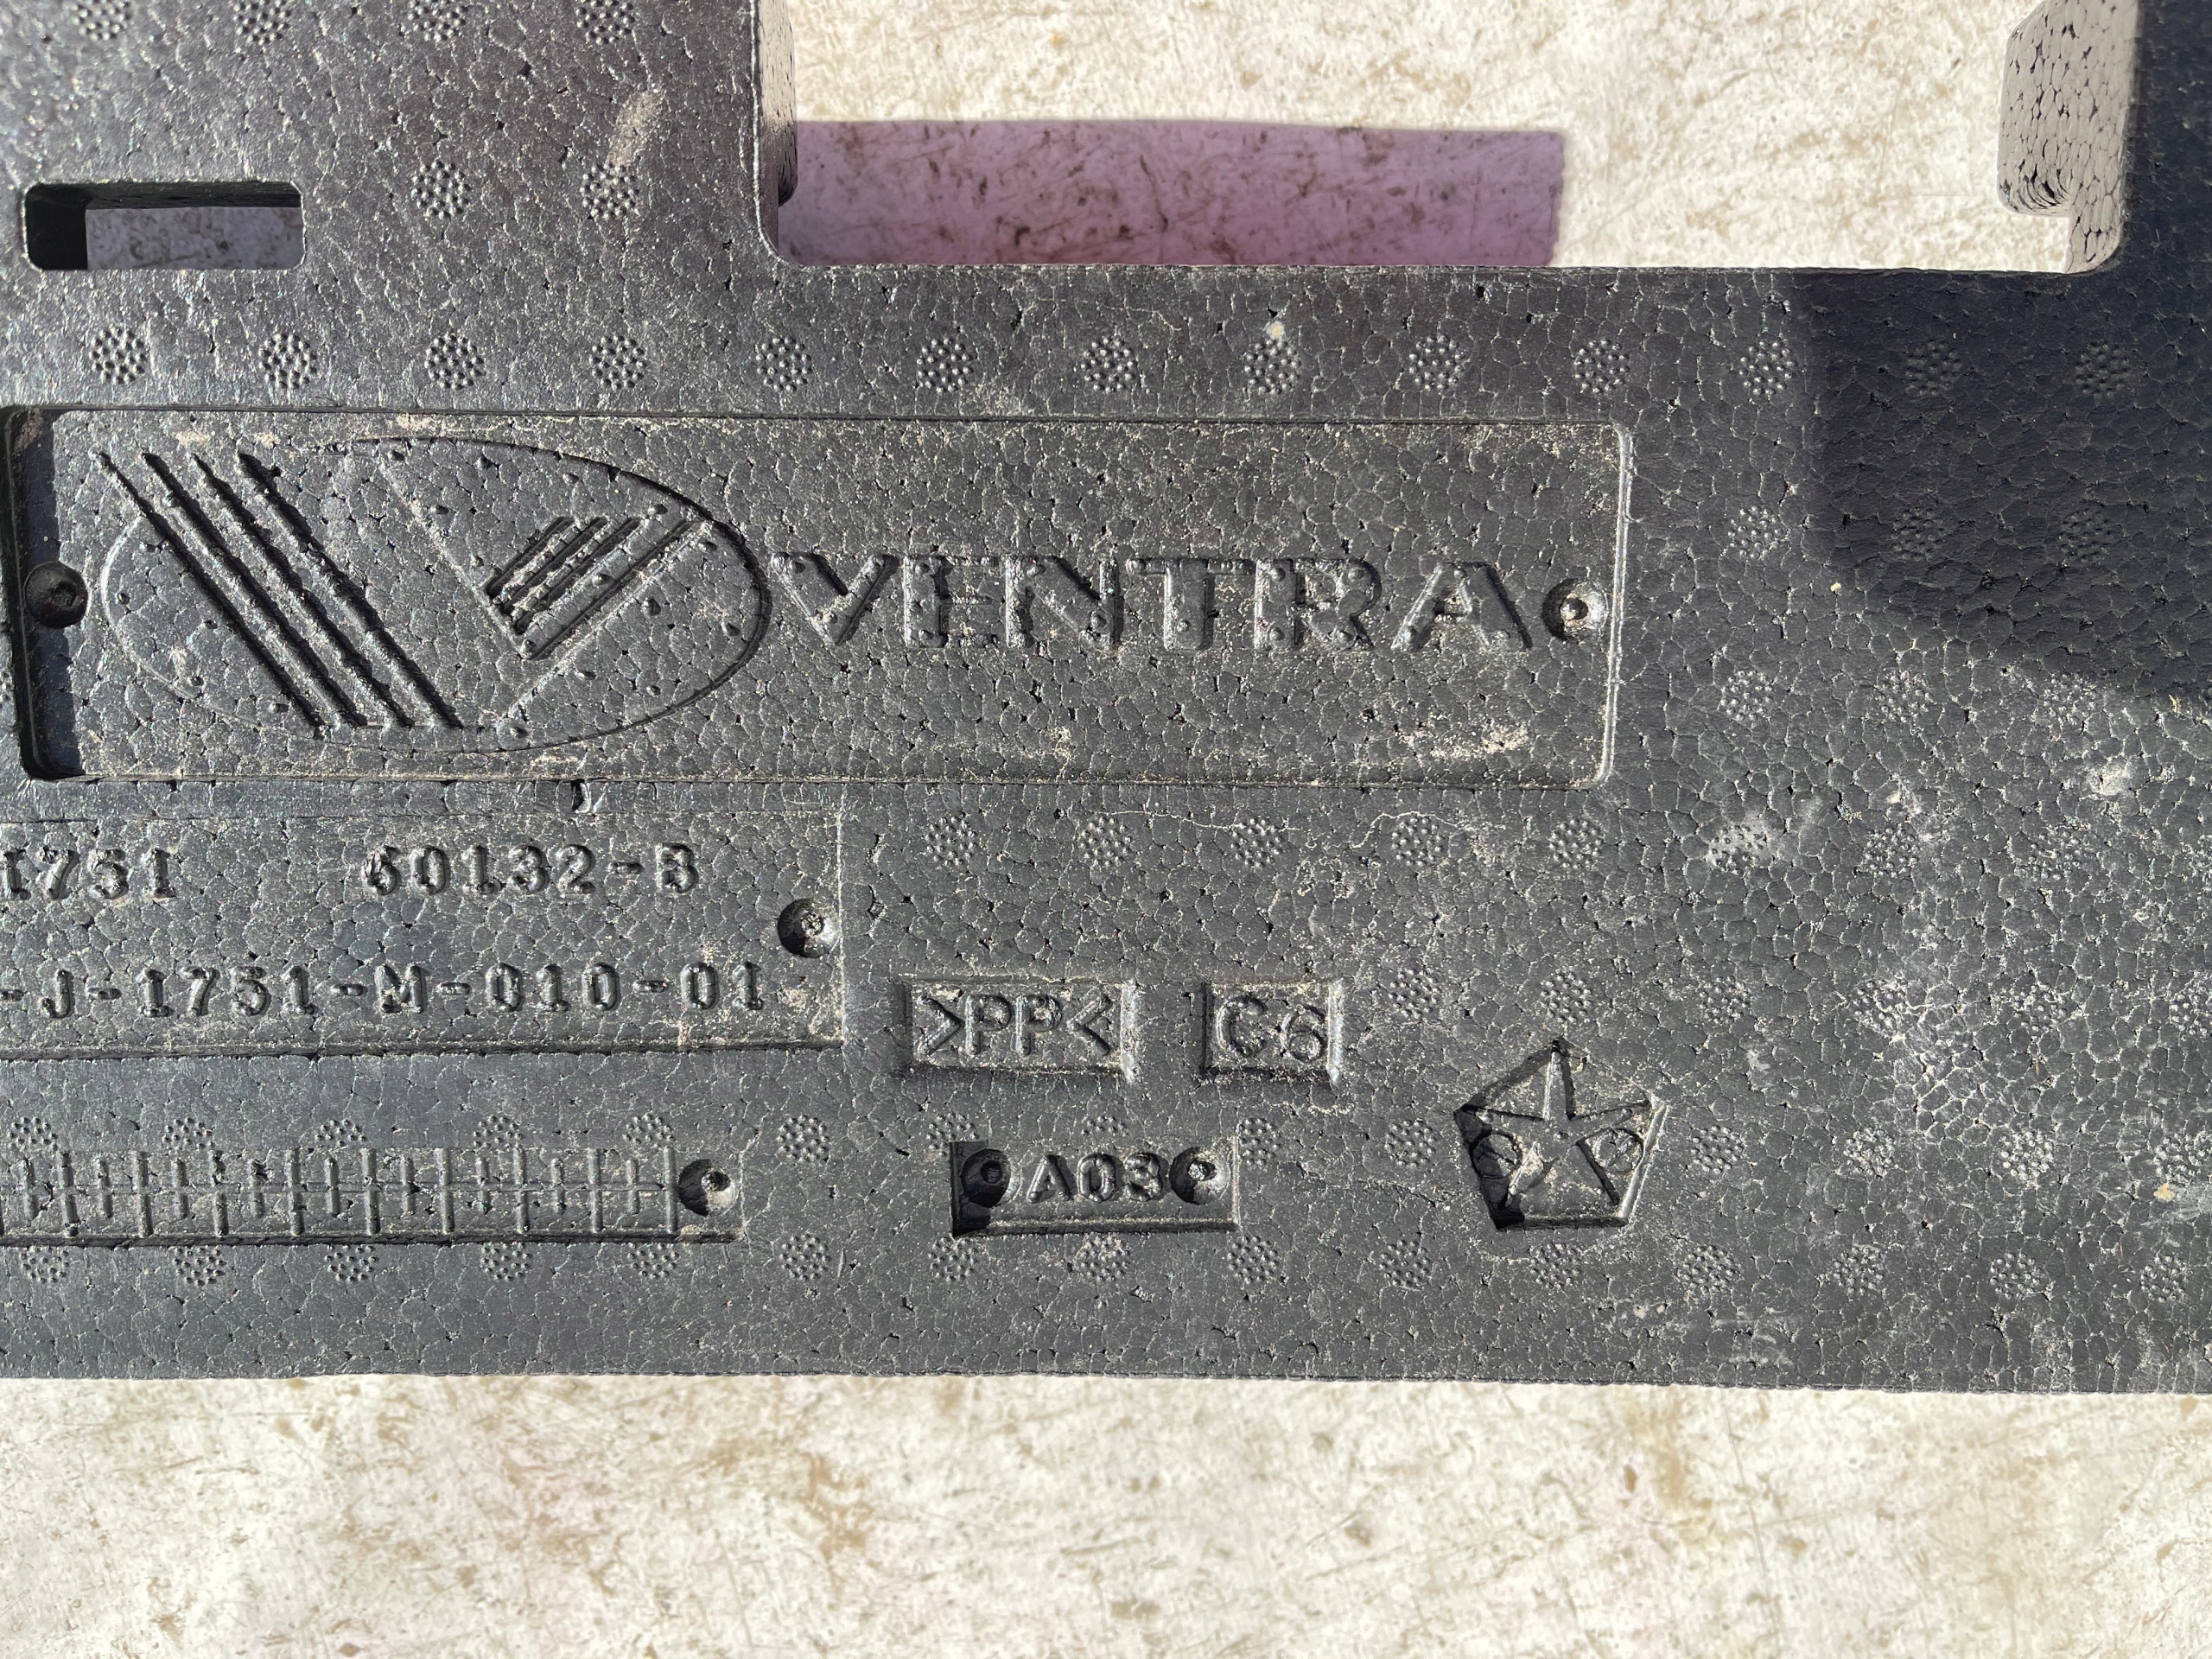 VENTRA
1751 60132-B
-J-1751-M-010-01
>PP< C6
A03